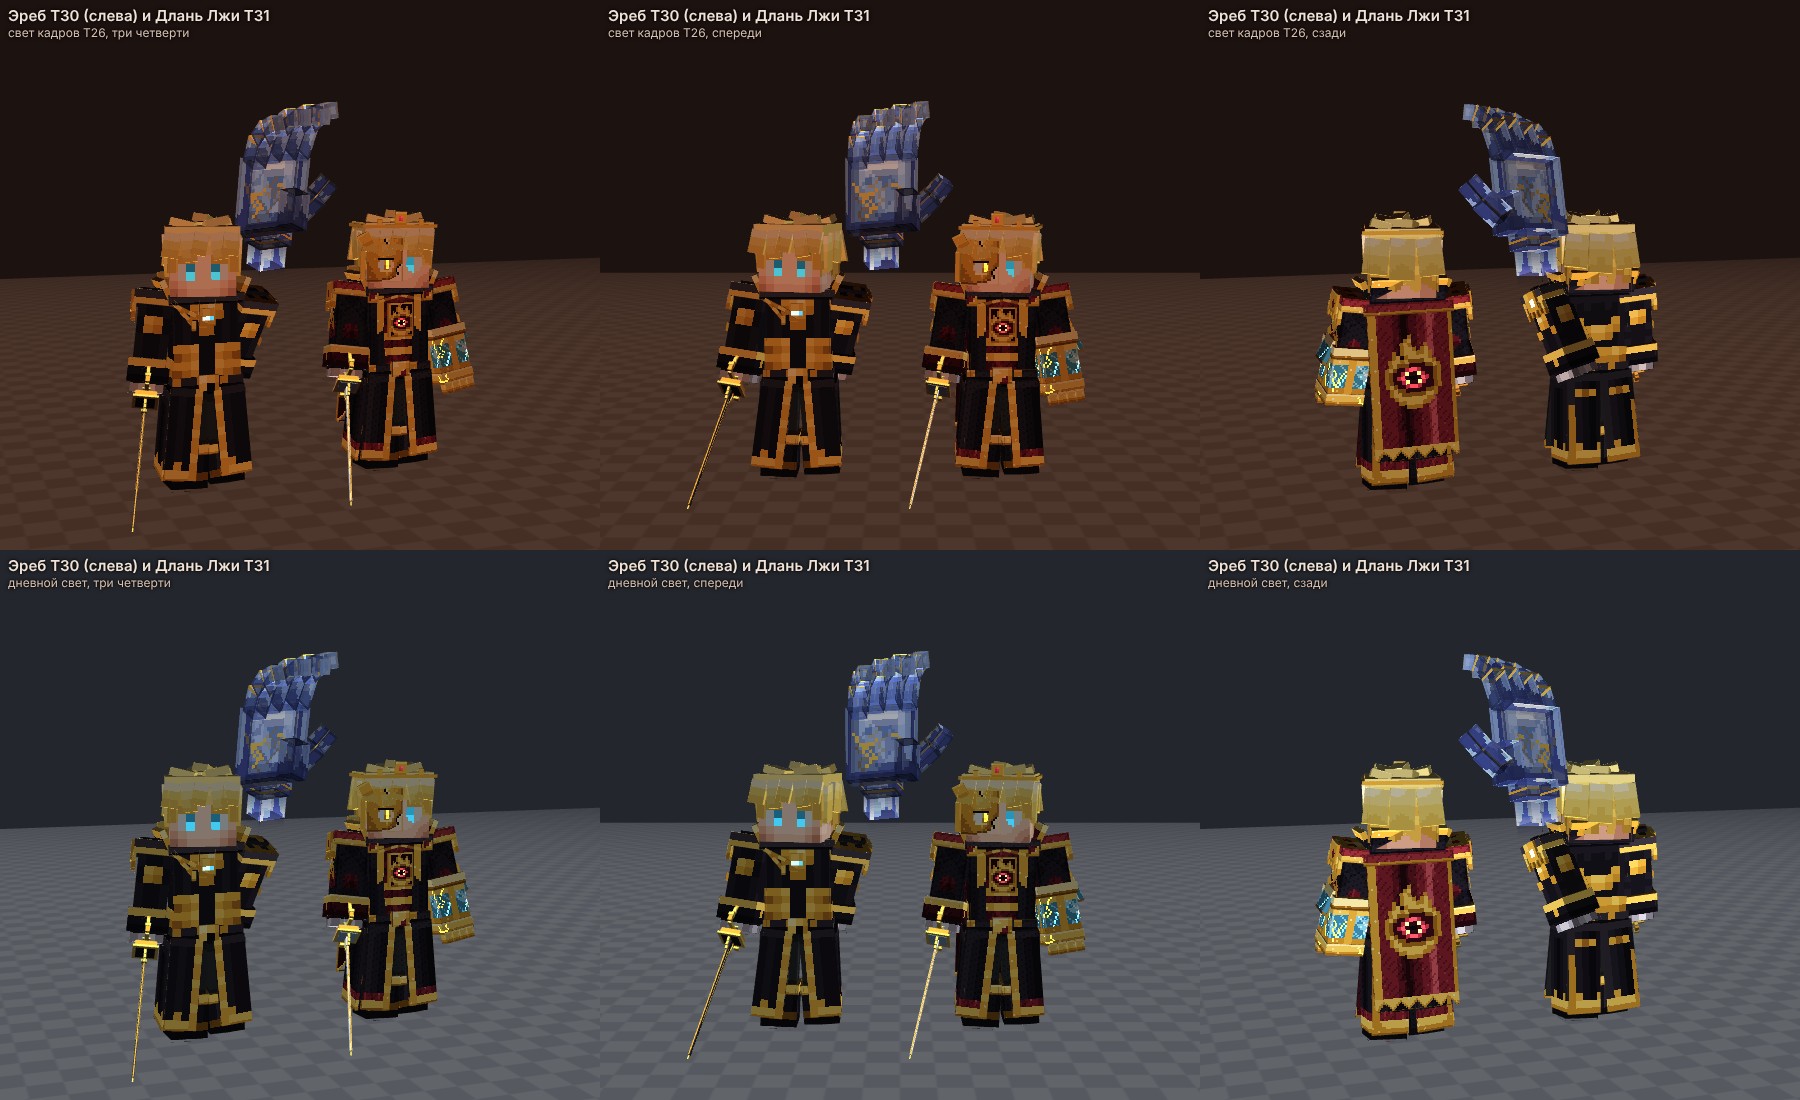 Эреб Т30 (слева) и Длань Лжи Т31
свет кадров Т26, три четверти
Эреб Т30 (слева) и Длань Лжи Т31
свет кадров Т26, спереди
Эреб Т30 (слева) и Длань Лжи Т31
свет кадров Т26, сзади
Эреб Т30 (слева) и Длань Лжи Т31
дневной свет, три четверти
Эреб Т30 (слева) и Длань Лжи Т31
дневной свет, спереди
Эреб Т30 (слева) и Длань Лжи Т31
дневной свет, сзади